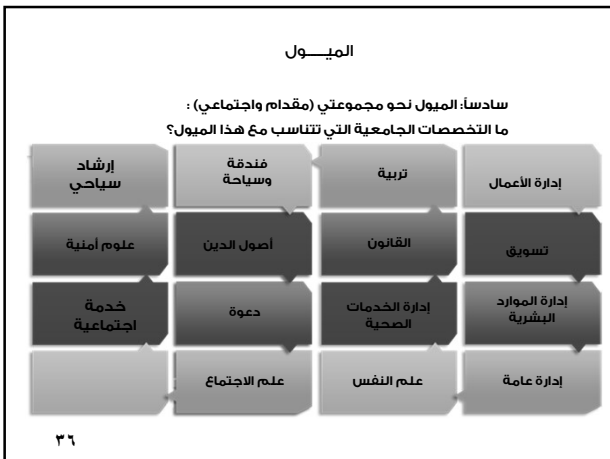 الميــــول
سادساً: الميول نحو مجموعتي (مقدام واجتماعي) :
ما التخصصات الجامعية التي تتناسب مع هذا الميول؟
إدارة الأعمال
تربية
فندقة
وسياحة
إرشاد
سياحي
تسويق
القانون
أصول الدين
علوم أمنية
إدارة الموارد
البشرية
إدارة الخدمات
الصحية
دعوة
خدمة
اجتماعية
إدارة عامة
علم النفس
علم الاجتماع
٣٦